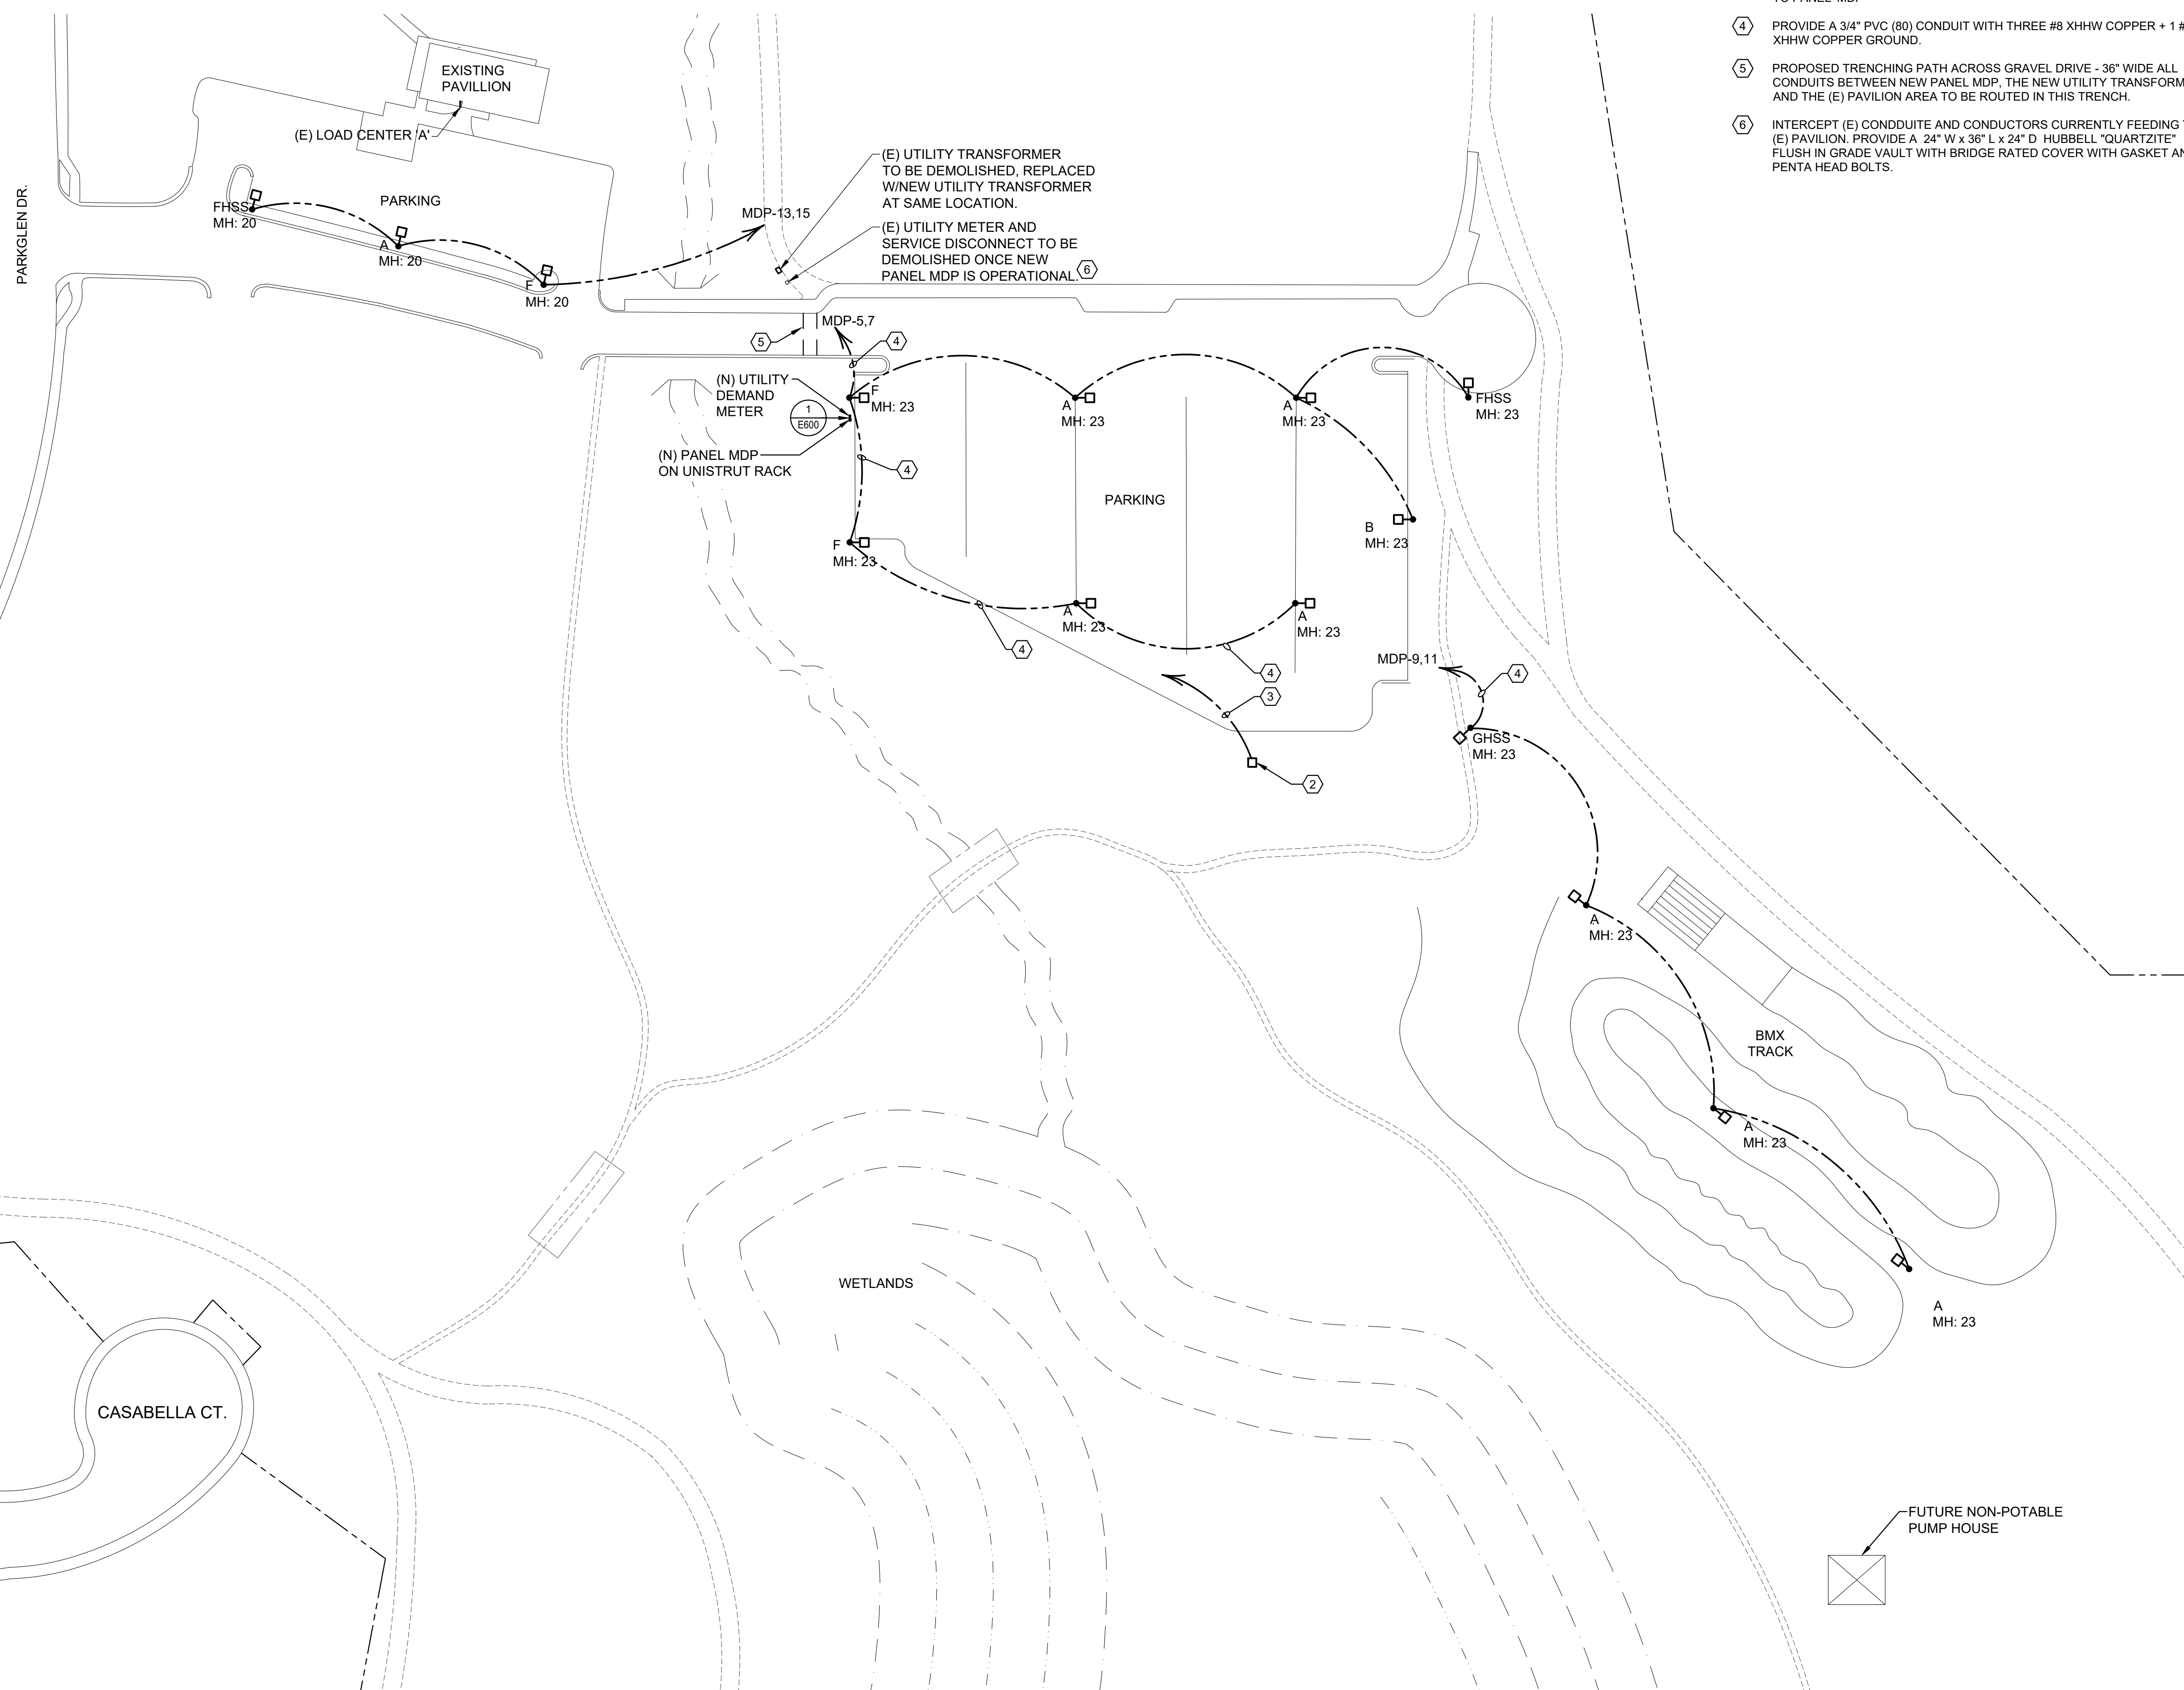 4 PROVIDE A 3/4" PVC (80) CONDUIT WITH THREE #8 XHHW COPPER + 1 #
XHHW COPPER GROUND.
5 PROPOSED TRENCHING PATH ACROSS GRAVEL DRIVE - 36" WIDE ALL
CONDUITS BETWEEN NEW PANEL MDP, THE NEW UTILITY TRANSFORM
AND THE (E) PAVILION AREA TO BE ROUTED IN THIS TRENCH.
6 INTERCEPT (E) CONDDUITE AND CONDUCTORS CURRENTLY FEEDING
(E) PAVILION. PROVIDE A 24" W x 36" L x 24" D HUBBELL "QUARTZITE"
FLUSH IN GRADE VAULT WITH BRIDGE RATED COVER WITH GASKET AN
PENTA HEAD BOLTS.
EXISTING
PAVILLION
(E) LOAD CENTER 'A'
PARKGLEN DR.
PARKING
FHSS
MH: 20
A
MH: 20
F
MH: 20
MDP-13,15
(E) UTILITY TRANSFORMER
TO BE DEMOLISHED, REPLACED
W/NEW UTILITY TRANSFORMER
AT SAME LOCATION.
(E) UTILITY METER AND
SERVICE DISCONNECT TO BE
DEMOLISHED ONCE NEW
PANEL MDP IS OPERATIONAL.
6
MDP-5,7
5
4
(N) UTILITY
DEMAND
METER
1
E600
(N) PANEL MDP
ON UNISTRUT RACK
F
MH: 23
A
MH: 23
A
MH: 23
FHSS
MH: 23
4
PARKING
B
MH: 23
F
MH: 23
A
MH: 23
A
MH: 23
4
4
3
2
MDP-9,11
4
GHSS
MH: 23
A
MH: 23
BMX
TRACK
A
MH: 23
A
MH: 23
WETLANDS
CASABELLA CT.
FUTURE NON-POTABLE
PUMP HOUSE